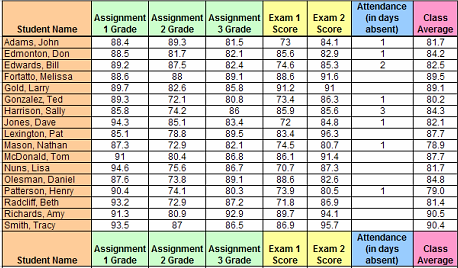 Student Name Assignment 1 Grade Assignment 2 Grade Assignment 3 Grade Exam 1 Score Exam 2 Score Attendance (in days absent) Class Average
Adams, John 88.4 89.3 81.5 73 84.1 1 81.7
Edmondon, Don 88.5 81.7 82.1 85.6 82.9 1 84.2
Edwards, Bill 89.2 87.5 82.4 74.6 85.3 2 82.5
Fortatto, Melissa 88.6 88 89.1 88.6 91.6 89.5
Gold, Larry 89.7 82.6 85.8 91.2 91 89.1
Gonzalez, Ted 89.3 72.1 80.8 73.4 86.3 1 80.2
Harrison, Sally 85.8 74.2 86 85.9 85.6 3 84.3
Jones, Dave 94.3 85.1 83.4 72 84.8 1 82.1
Lexington, Pat 85.1 78.8 89.5 83.4 96.3 87.7
Mason, Nathan 87.3 72.9 82.1 74.5 80.7 1 78.9
McDonald, Tom 91 80.4 86.8 86.1 91.4 87.7
Nuns, Lisa 94.6 75.6 86.7 70.7 87.3 81.7
Olesman, Daniel 87.6 73.8 89.1 88.6 82.6 84.8
Patterson, Henry 90.4 74.1 80.3 73.9 80.5 1 79.0
Radcliff, Beth 93.2 72.9 87.2 71.8 86.9 81.4
Richards, Amy 91.3 80.9 92.9 89.7 94.1 90.5
Smith, Tracy 93.5 87 86.5 86.9 95.7 90.4
Student Name Assignment 1 Grade Assignment 2 Grade Assignment 3 Grade Exam 1 Score Exam 2 Score Attendance (in days absent) Class Average